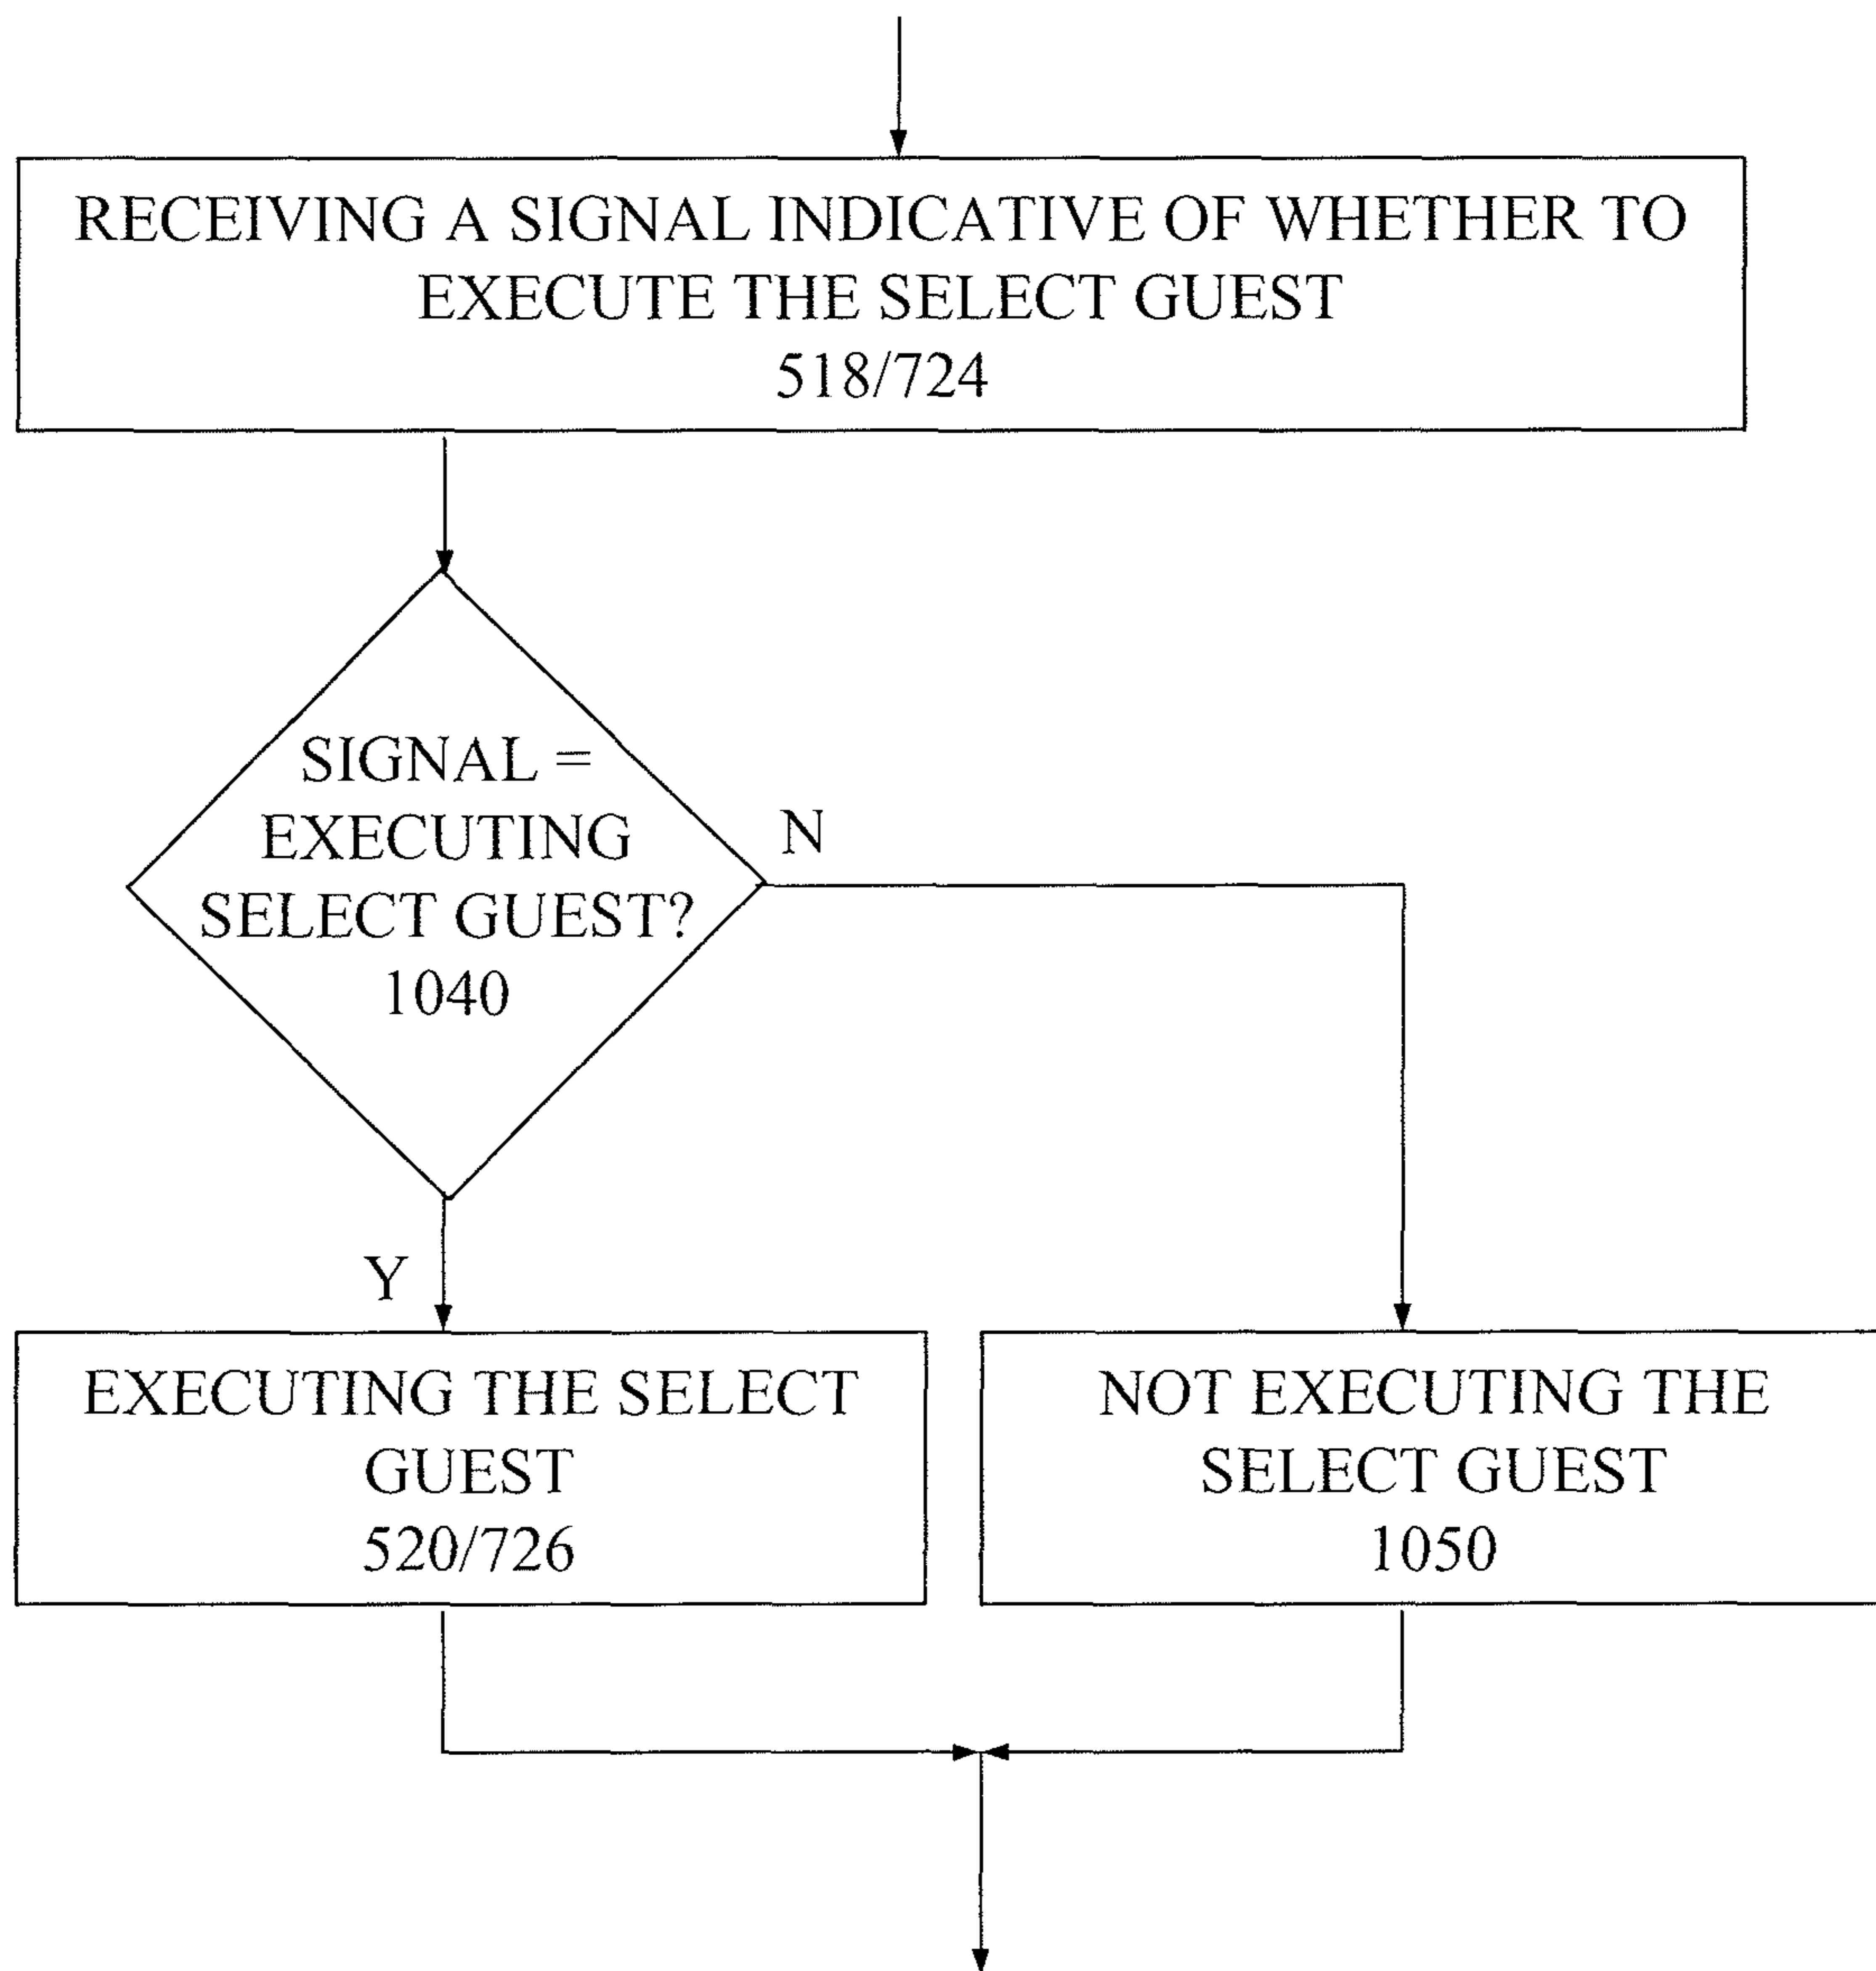 RECEIVING A SIGNAL INDICATIVE OF WHETHER TO
EXECUTE THE SELECT GUEST
518/724
SIGNAL =
EXECUTING
SELECT GUEST?
1040
N
Y
EXECUTING THE SELECT
GUEST
520/726
NOT EXECUTING THE
SELECT GUEST
1050